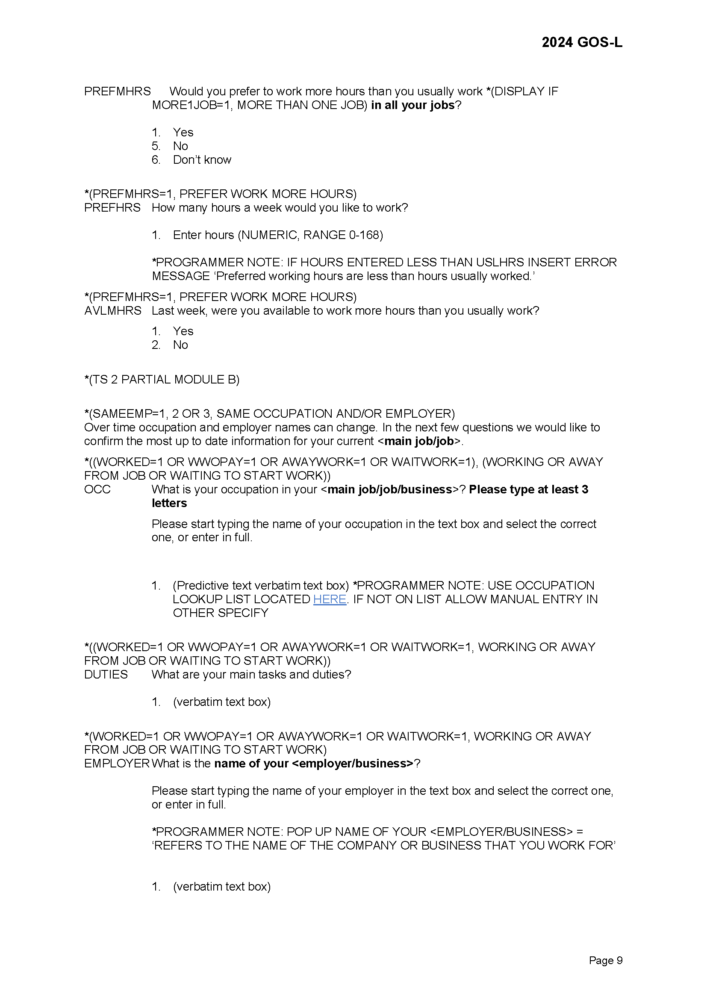 2024 GOS-L
PREFMHRS Would you prefer to work more hours than you usually work *(DISPLAY IF
MORE1JOB=1, MORE THAN ONE JOB) in all your jobs?
1. Yes
5. No
6. Don’t know
*(PREFMHRS=1, PREFER WORK MORE HOURS)
PREFHRS How many hours a week would you like to work?
1. Enter hours (NUMERIC, RANGE 0-168)
*PROGRAMMER NOTE: IF HOURS ENTERED LESS THAN USLHRS INSERT ERROR
MESSAGE ‘Preferred working hours are less than hours usually worked.’
*(PREFMHRS=1, PREFER WORK MORE HOURS)
AVLMHRS Last week, were you available to work more hours than you usually work?
1. Yes
2. No
*(TS 2 PARTIAL MODULE B)
*(SAMEEMP=1, 2 OR 3, SAME OCCUPATION AND/OR EMPLOYER)
Over time occupation and employer names can change. In the next few questions we would like to
confirm the most up to date information for your current <main job/job>.
*((WORKED=1 OR WWOPAY=1 OR AWAYWORK=1 OR WAITWORK=1), (WORKING OR AWAY
FROM JOB OR WAITING TO START WORK))
OCC What is your occupation in your <main job/job/business>? Please type at least 3
letters
Please start typing the name of your occupation in the text box and select the correct
one, or enter in full.
1. (Predictive text verbatim text box) *PROGRAMMER NOTE: USE OCCUPATION
LOOKUP LIST LOCATED HERE. IF NOT ON LIST ALLOW MANUAL ENTRY IN
OTHER SPECIFY
*((WORKED=1 OR WWOPAY=1 OR AWAYWORK=1 OR WAITWORK=1, WORKING OR AWAY
FROM JOB OR WAITING TO START WORK))
DUTIES What are your main tasks and duties?
1. (verbatim text box)
*(WORKED=1 OR WWOPAY=1 OR AWAYWORK=1 OR WAITWORK=1, WORKING OR AWAY
FROM JOB OR WAITING TO START WORK)
EMPLOYER What is the name of your <employer/business>?
Please start typing the name of your employer in the text box and select the correct one,
or enter in full.
*PROGRAMMER NOTE: POP UP NAME OF YOUR <EMPLOYER/BUSINESS> =
‘REFERS TO THE NAME OF THE COMPANY OR BUSINESS THAT YOU WORK FOR’
1. (verbatim text box)
Page 9